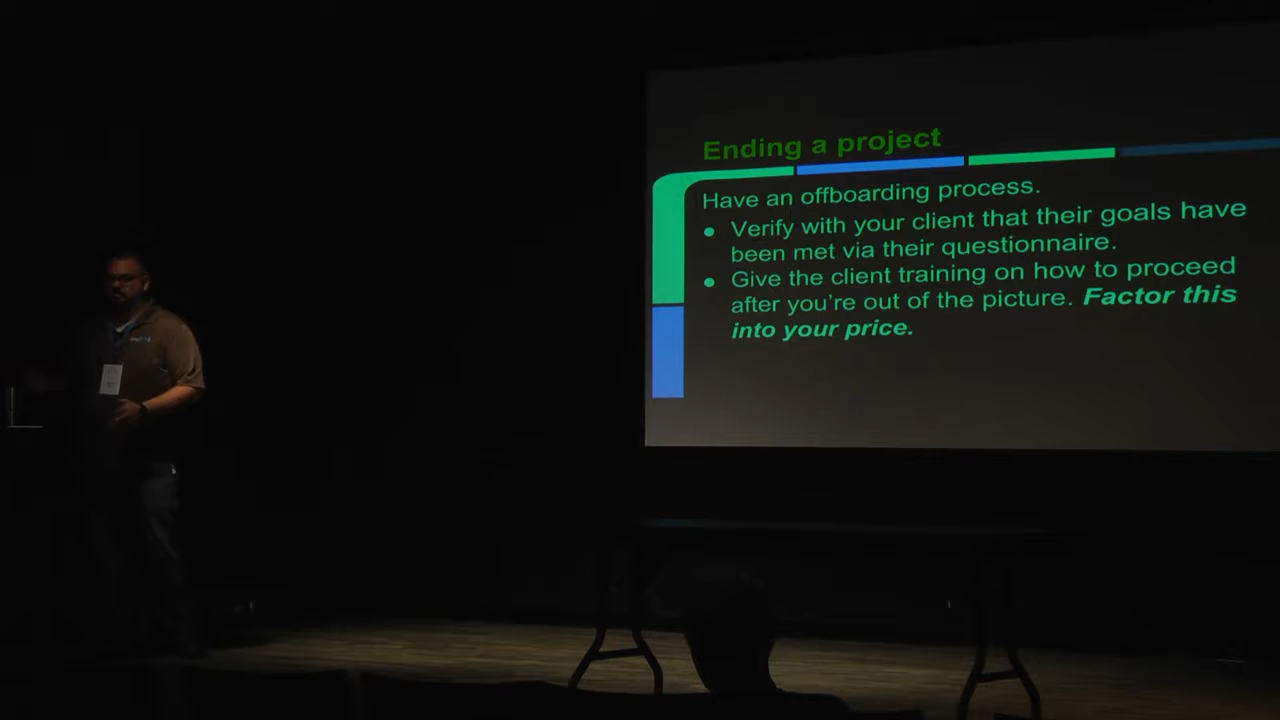 Ending a project
Have an offboarding process.
● Verify with your client that their goals have
been met via their questionnaire.
● Give the client training on how to proceed
after you're out of the picture. Factor this
into your price.